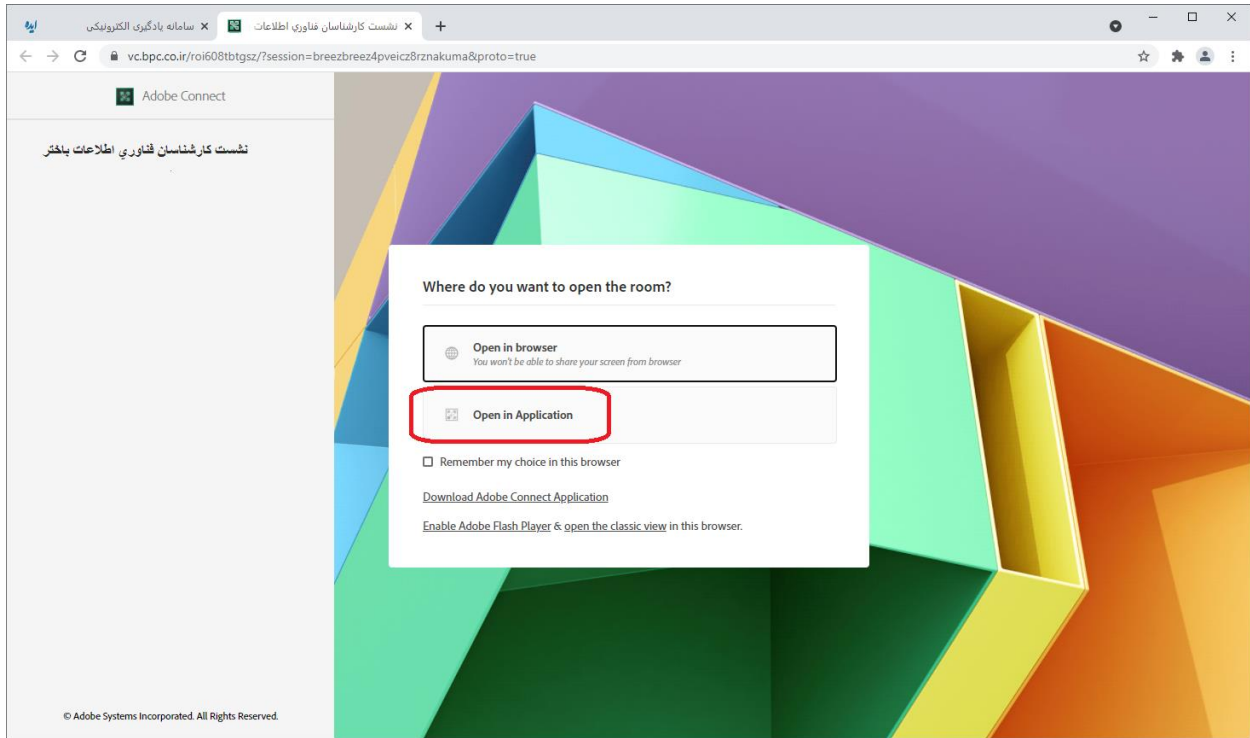 سامانه یادگیری الکترونیکی
نشست کارشناسان فناوري اطلاعات
vc.bpc.co.ir/roi608tbtgsz/?session=breezbreez4pveicz8rznakuma&proto=true
Adobe Connect
نشست كارشناسان فناوري اطلاعات باختر
Where do you want to open the room?
Open in browser
You won't be able to share your screen from browser
Open in Application
Remember my choice in this browser
Download Adobe Connect Application
Enable Adobe Flash Player & open the classic view in this browser.
© Adobe Systems Incorporated. All Rights Reserved.